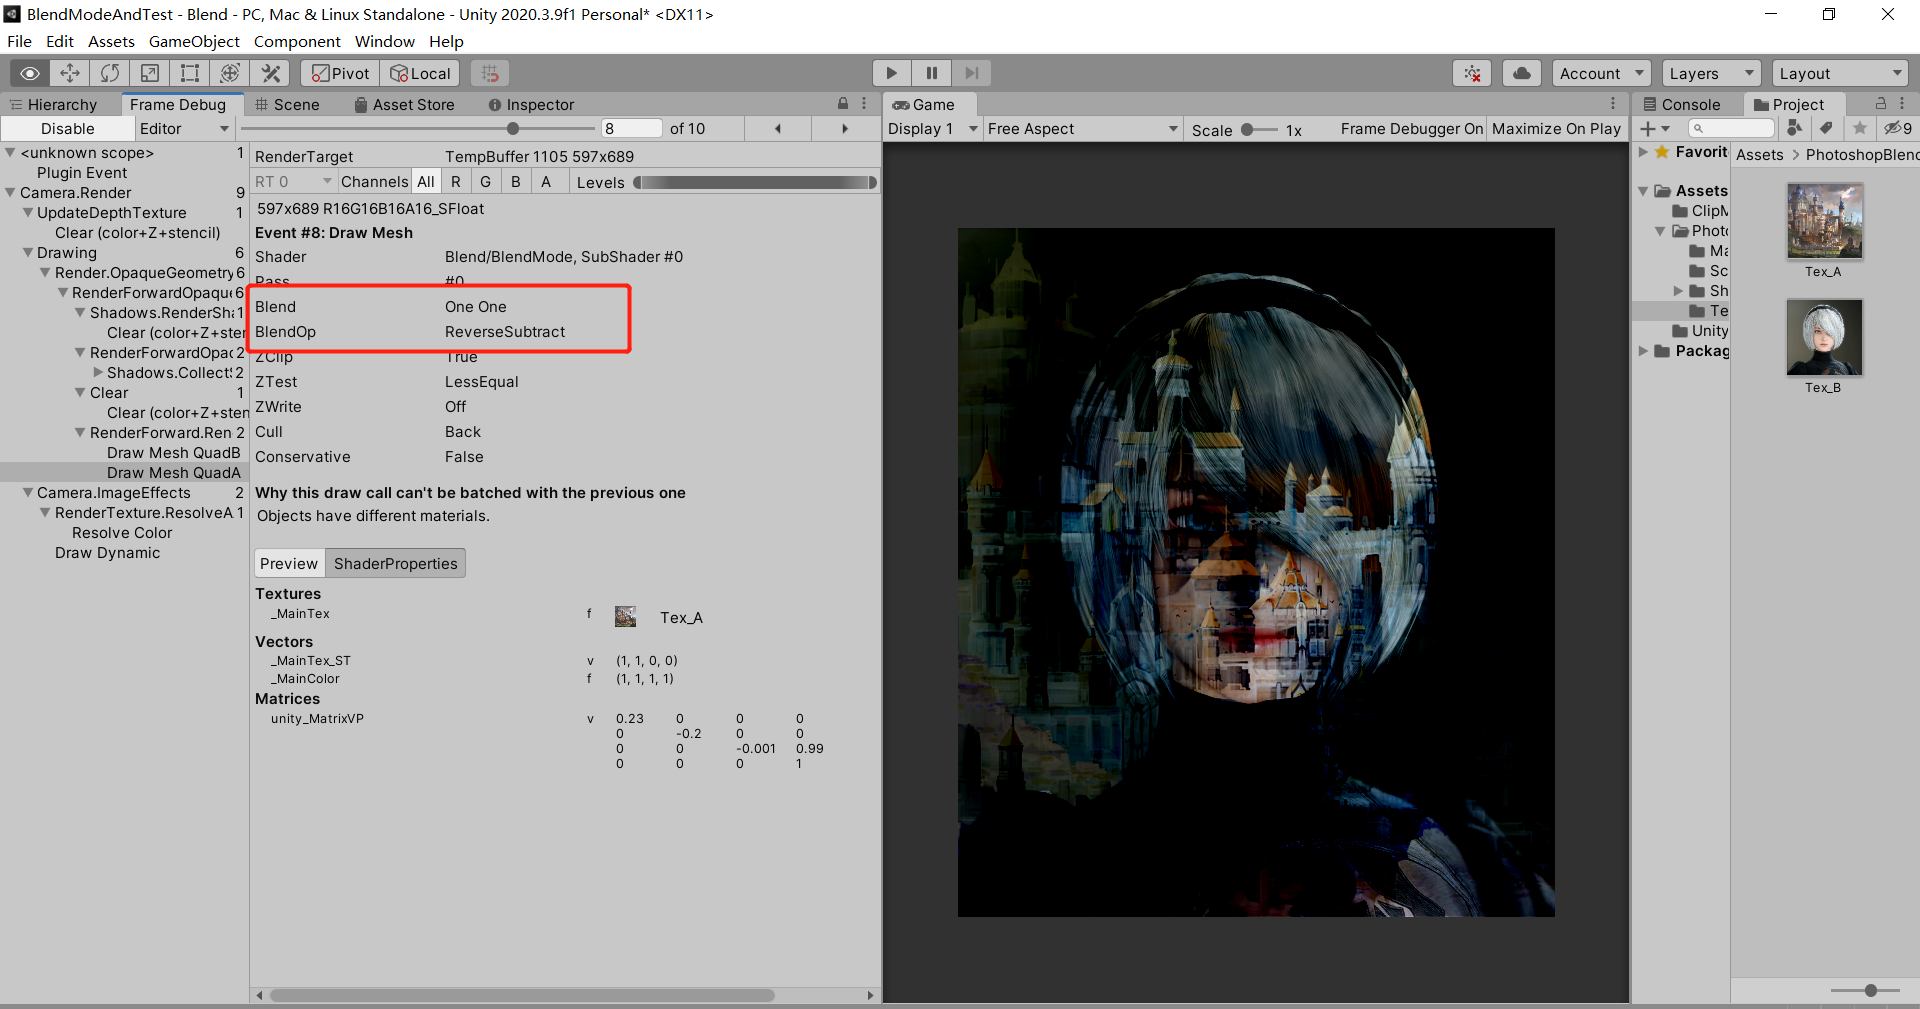 BlendModeAndTest - Blend - PC, Mac & Linux Standalone - Unity 2020.3.9f1 Personal* <DX11>
File Edit Assets GameObject Component Window Help
Pivot Local Account Layers Layout
Hierarchy Frame Debug Scene Asset Store Inspector Game Console Project
Disable Editor 8 of 10 Display 1 Free Aspect Scale 1x Frame Debugger On Maximize On Play 9
<unknown scope> 1
Plugin Event
Camera.Render 9
UpdateDepthTexture 1
Clear (color+Z+stencil)
Drawing 6
Render.OpaqueGeometry 6
RenderForwardOpaque 6
Shadows.RenderSha 1
Clear (color+Z+sten
RenderForwardOpac 2
Shadows.Collect 2
Clear 1
Clear (color+Z+sten
RenderForward.Ren 2
Draw Mesh QuadB
Draw Mesh QuadA
Camera.ImageEffects 2
RenderTexture.ResolveA 1
Resolve Color
Draw Dynamic
RenderTarget TempBuffer 1105 597x689
RT 0 Channels All R G B A Levels
597x689 R16G16B16A16_SFloat
Event #8: Draw Mesh
Shader Blend/BlendMode, SubShader #0
Pass #0
Blend One One
BlendOp ReverseSubtract
ZClip True
ZTest LessEqual
ZWrite Off
Cull Back
Conservative False
Why this draw call can't be batched with the previous one
Objects have different materials.
Preview ShaderProperties
Textures
_MainTex f Tex_A
Vectors
_MainTex_ST v (1, 1, 0, 0)
_MainColor f (1, 1, 1, 1)
Matrices
unity_MatrixVP v 0.23 0 0 0
0 -0.2 0 0
0 0 -0.001 0.99
0 0 0 1
Favorit
Assets
ClipM
Photo
Ma
Sc
Sh
Te
Unity
Packag
Assets > PhotoshopBlend
Tex_A
Tex_B